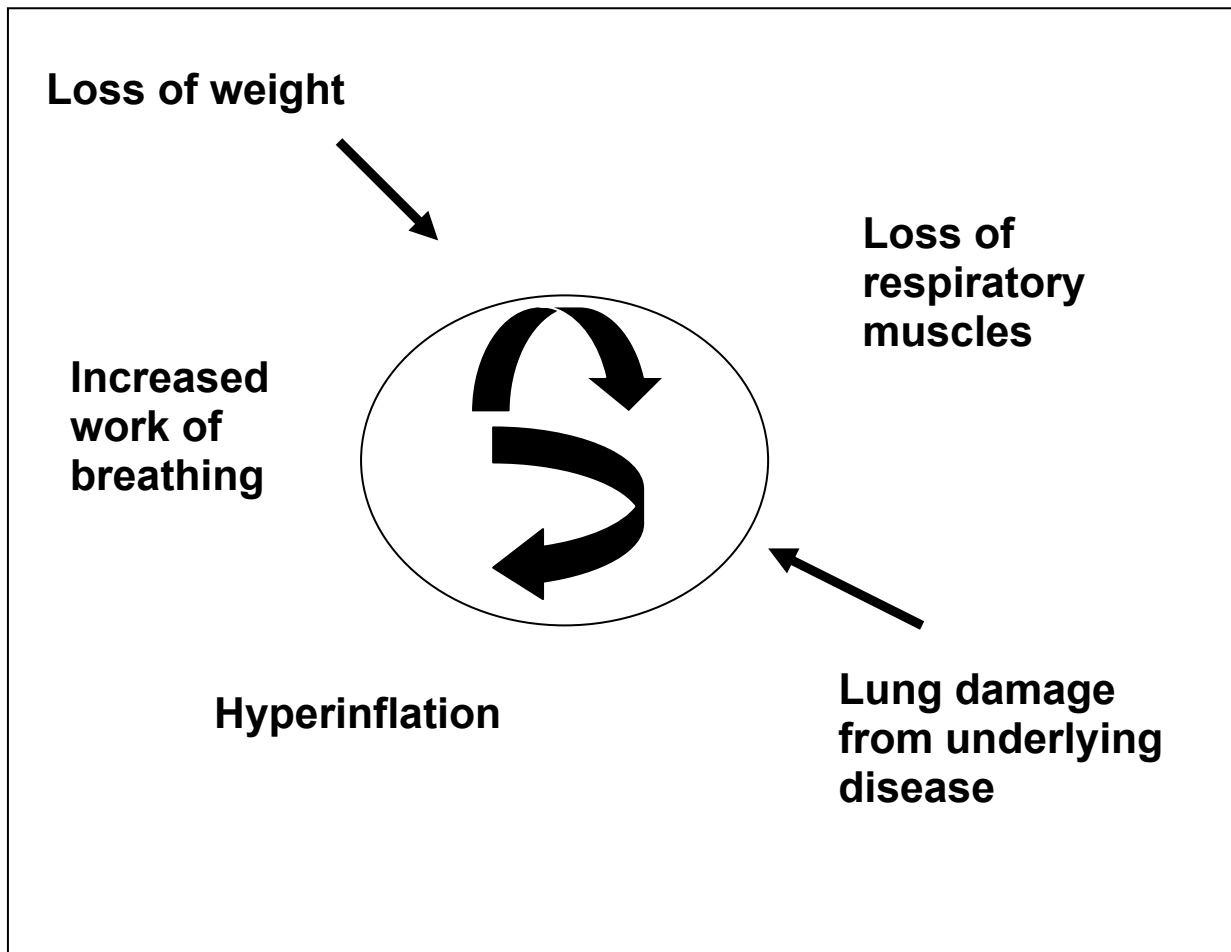 Loss of weight
Loss of
respiratory
muscles
Increased
work of
breathing
Hyperinflation
Lung damage
from underlying
disease